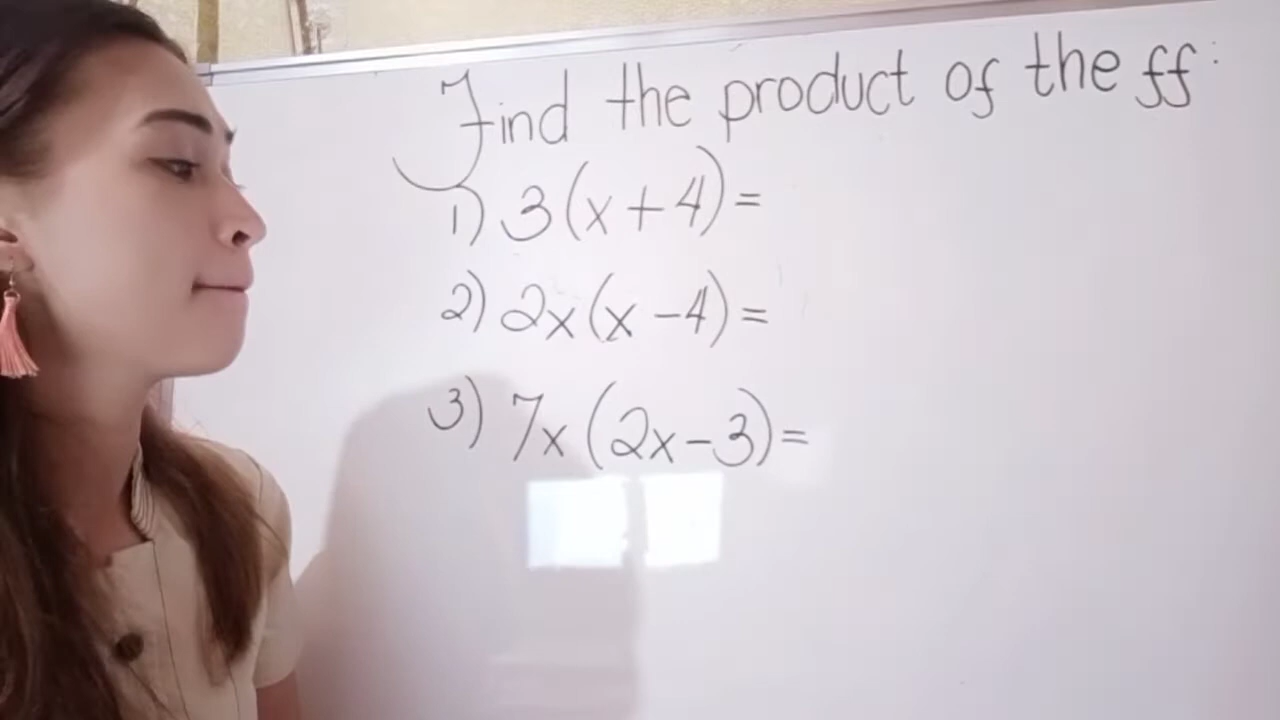 Find the product of the ff:
1) 3(x+4)=
2) 2x(x-4)=
3) 7x(2x-3)=